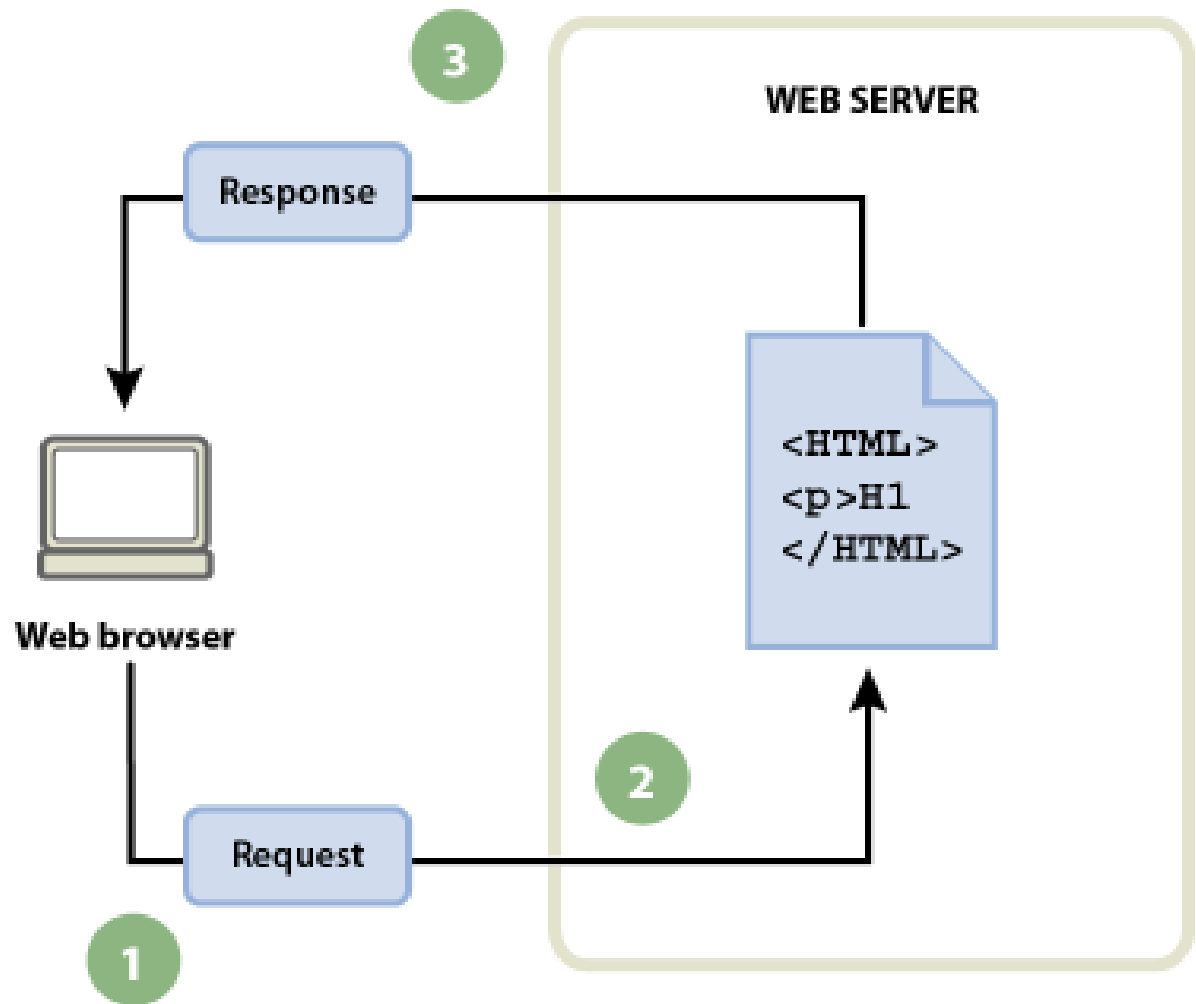 3
WEB SERVER
Response
<HTML>
<p>H1
</HTML>
Web browser
2
Request
1